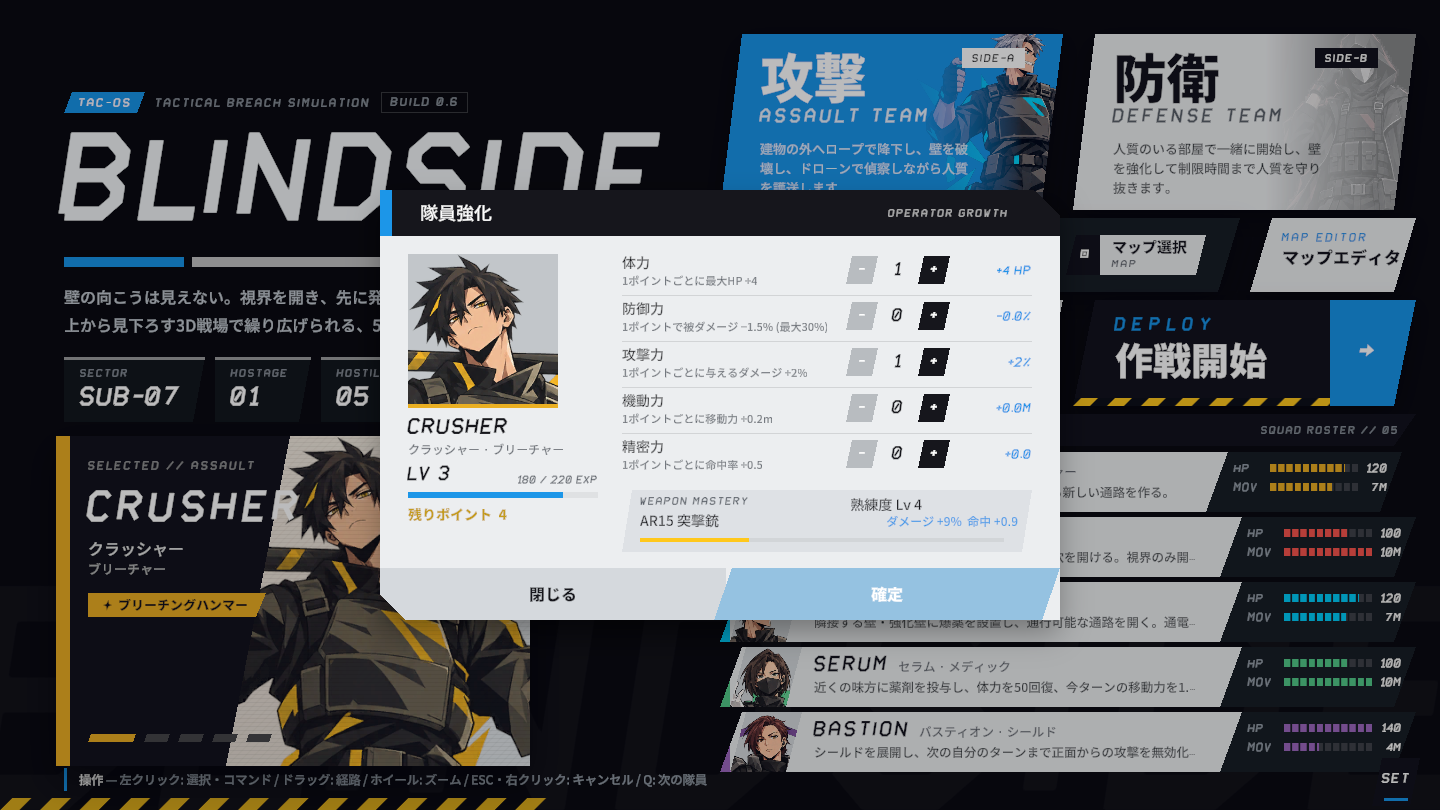 TAC-OS TACTICAL BREACH SIMULATION BUILD 0.6
BLINDSIDE
壁の向こうは見えない。視界を開き、先に発
上から見下ろす3D戦場で繰り広げられる、5
SECTOR
SUB-07
HOSTAGE
01
HOSTIL
05
SELECTED // ASSAULT
CRUSHER
クラッシャー
ブリーチャー
ブリーチングハンマー
操作 — 左クリック: 選択・コマンド / ドラッグ: 経路 / ホイール: ズーム / ESC・右クリック: キャンセル / Q: 次の隊員
攻撃
SIDE-A
ASSAULT TEAM
建物の外へロープで降下し、壁を破
壊し、ドローンで偵察しながら人質
を護送します。
防衛
SIDE-B
DEFENSE TEAM
人質のいる部屋で一緒に開始し、壁
を強化して制限時間まで人質を守り
抜きます。
マップ選択
MAP
MAP EDITOR
マップエディタ
DEPLOY
作戦開始
隊員強化
OPERATOR GROWTH
CRUSHER
クラッシャー・ブリーチャー
LV 3
180 / 220 EXP
残りポイント 4
体力
1ポイントごとに最大HP +4
- 1 +
+4 HP
防御力
1ポイントで被ダメージ −1.5% (最大30%)
- 0 +
-0.0%
攻撃力
1ポイントごとに与えるダメージ +2%
- 1 +
+2%
機動力
1ポイントごとに移動力 +0.2m
- 0 +
+0.0M
精密力
1ポイントごとに命中率 +0.5
- 0 +
+0.0
WEAPON MASTERY
AR15 突撃銃
熟練度 Lv 4
ダメージ +9% 命中 +0.9
閉じる
確定
SQUAD ROSTER // 05
ャー
新しい通路を作る。
HP 120
MOV 7M
穴を開ける。視界のみ開…
HP 100
MOV 10M
隣接する壁・強化壁に爆薬を設置し、通行可能な通路を開く。通電…
HP 120
MOV 7M
SERUM セラム・メディック
近くの味方に薬剤を投与し、体力を50回復、今ターンの移動力を1.…
HP 100
MOV 10M
BASTION バスティオン・シールド
シールドを展開し、次の自分のターンまで正面からの攻撃を無効化…
HP 140
MOV 4M
SET